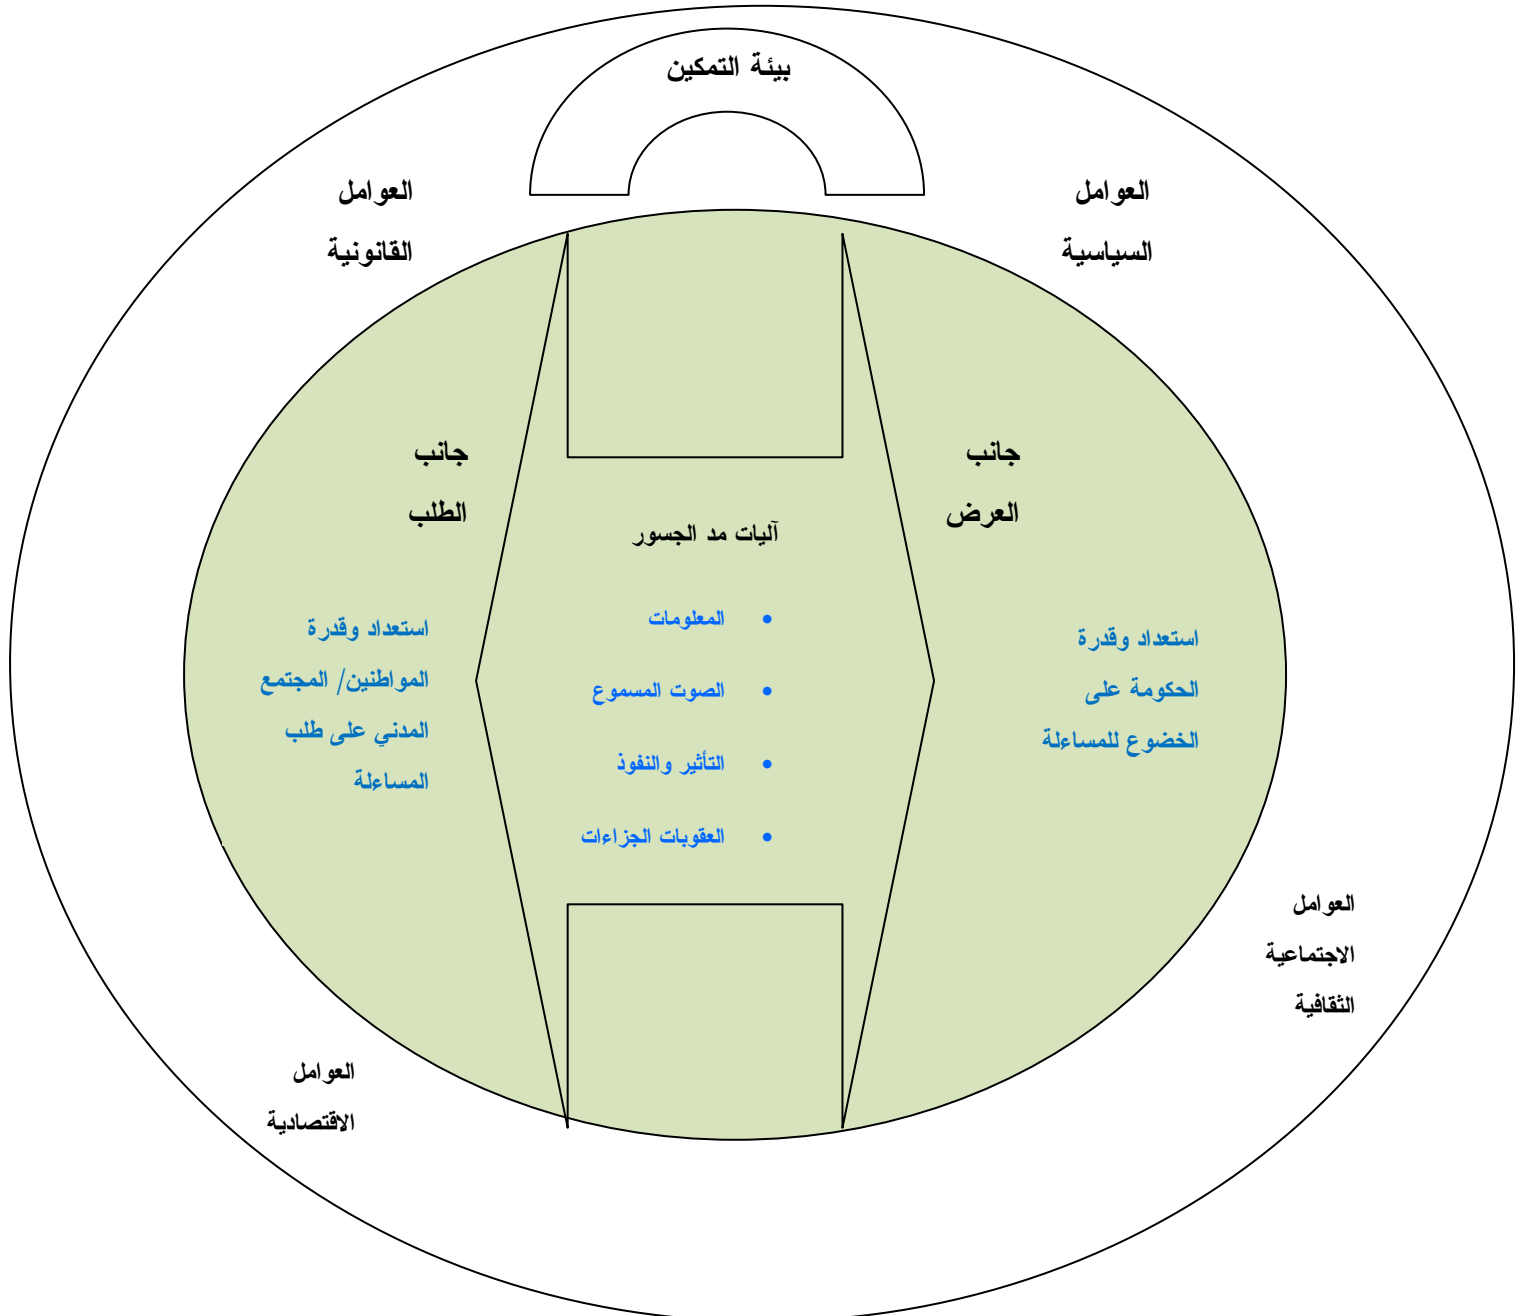 بيئة التمكين
العوامل
السياسية
العوامل
القانونية
جانب
العرض
استعداد وقدرة
الحكومة على
الخضوع للمساءلة
آليات مد الجسور
• المعلومات
• الصوت المسموع
• التأثير والنفوذ
• العقوبات الجزاءات
جانب
الطلب
استعداد وقدرة
المواطنين/ المجتمع
المدني على طلب
المساءلة
العوامل
الاجتماعية
الثقافية
العوامل
الاقتصادية